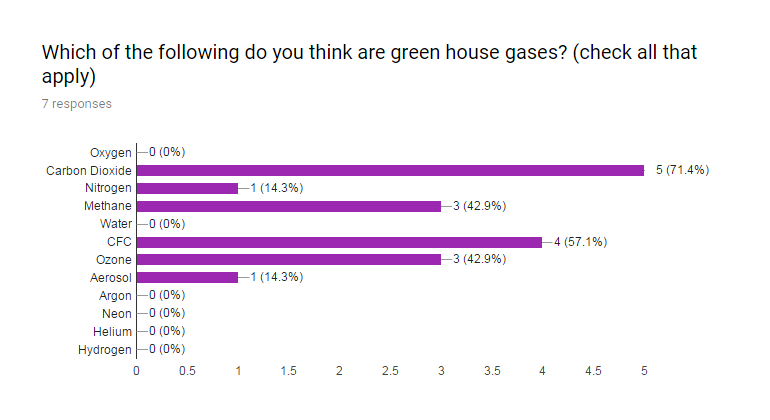 Which of the following do you think are green house gases? (check all that
apply)
7 responses
Oxygen 0 (0%)
Carbon Dioxide 5 (71.4%)
Nitrogen 1 (14.3%)
Methane 3 (42.9%)
Water 0 (0%)
CFC 4 (57.1%)
Ozone 3 (42.9%)
Aerosol 1 (14.3%)
Argon 0 (0%)
Neon 0 (0%)
Helium 0 (0%)
Hydrogen 0 (0%)
0 0.5 1 1.5 2 2.5 3 3.5 4 4.5 5